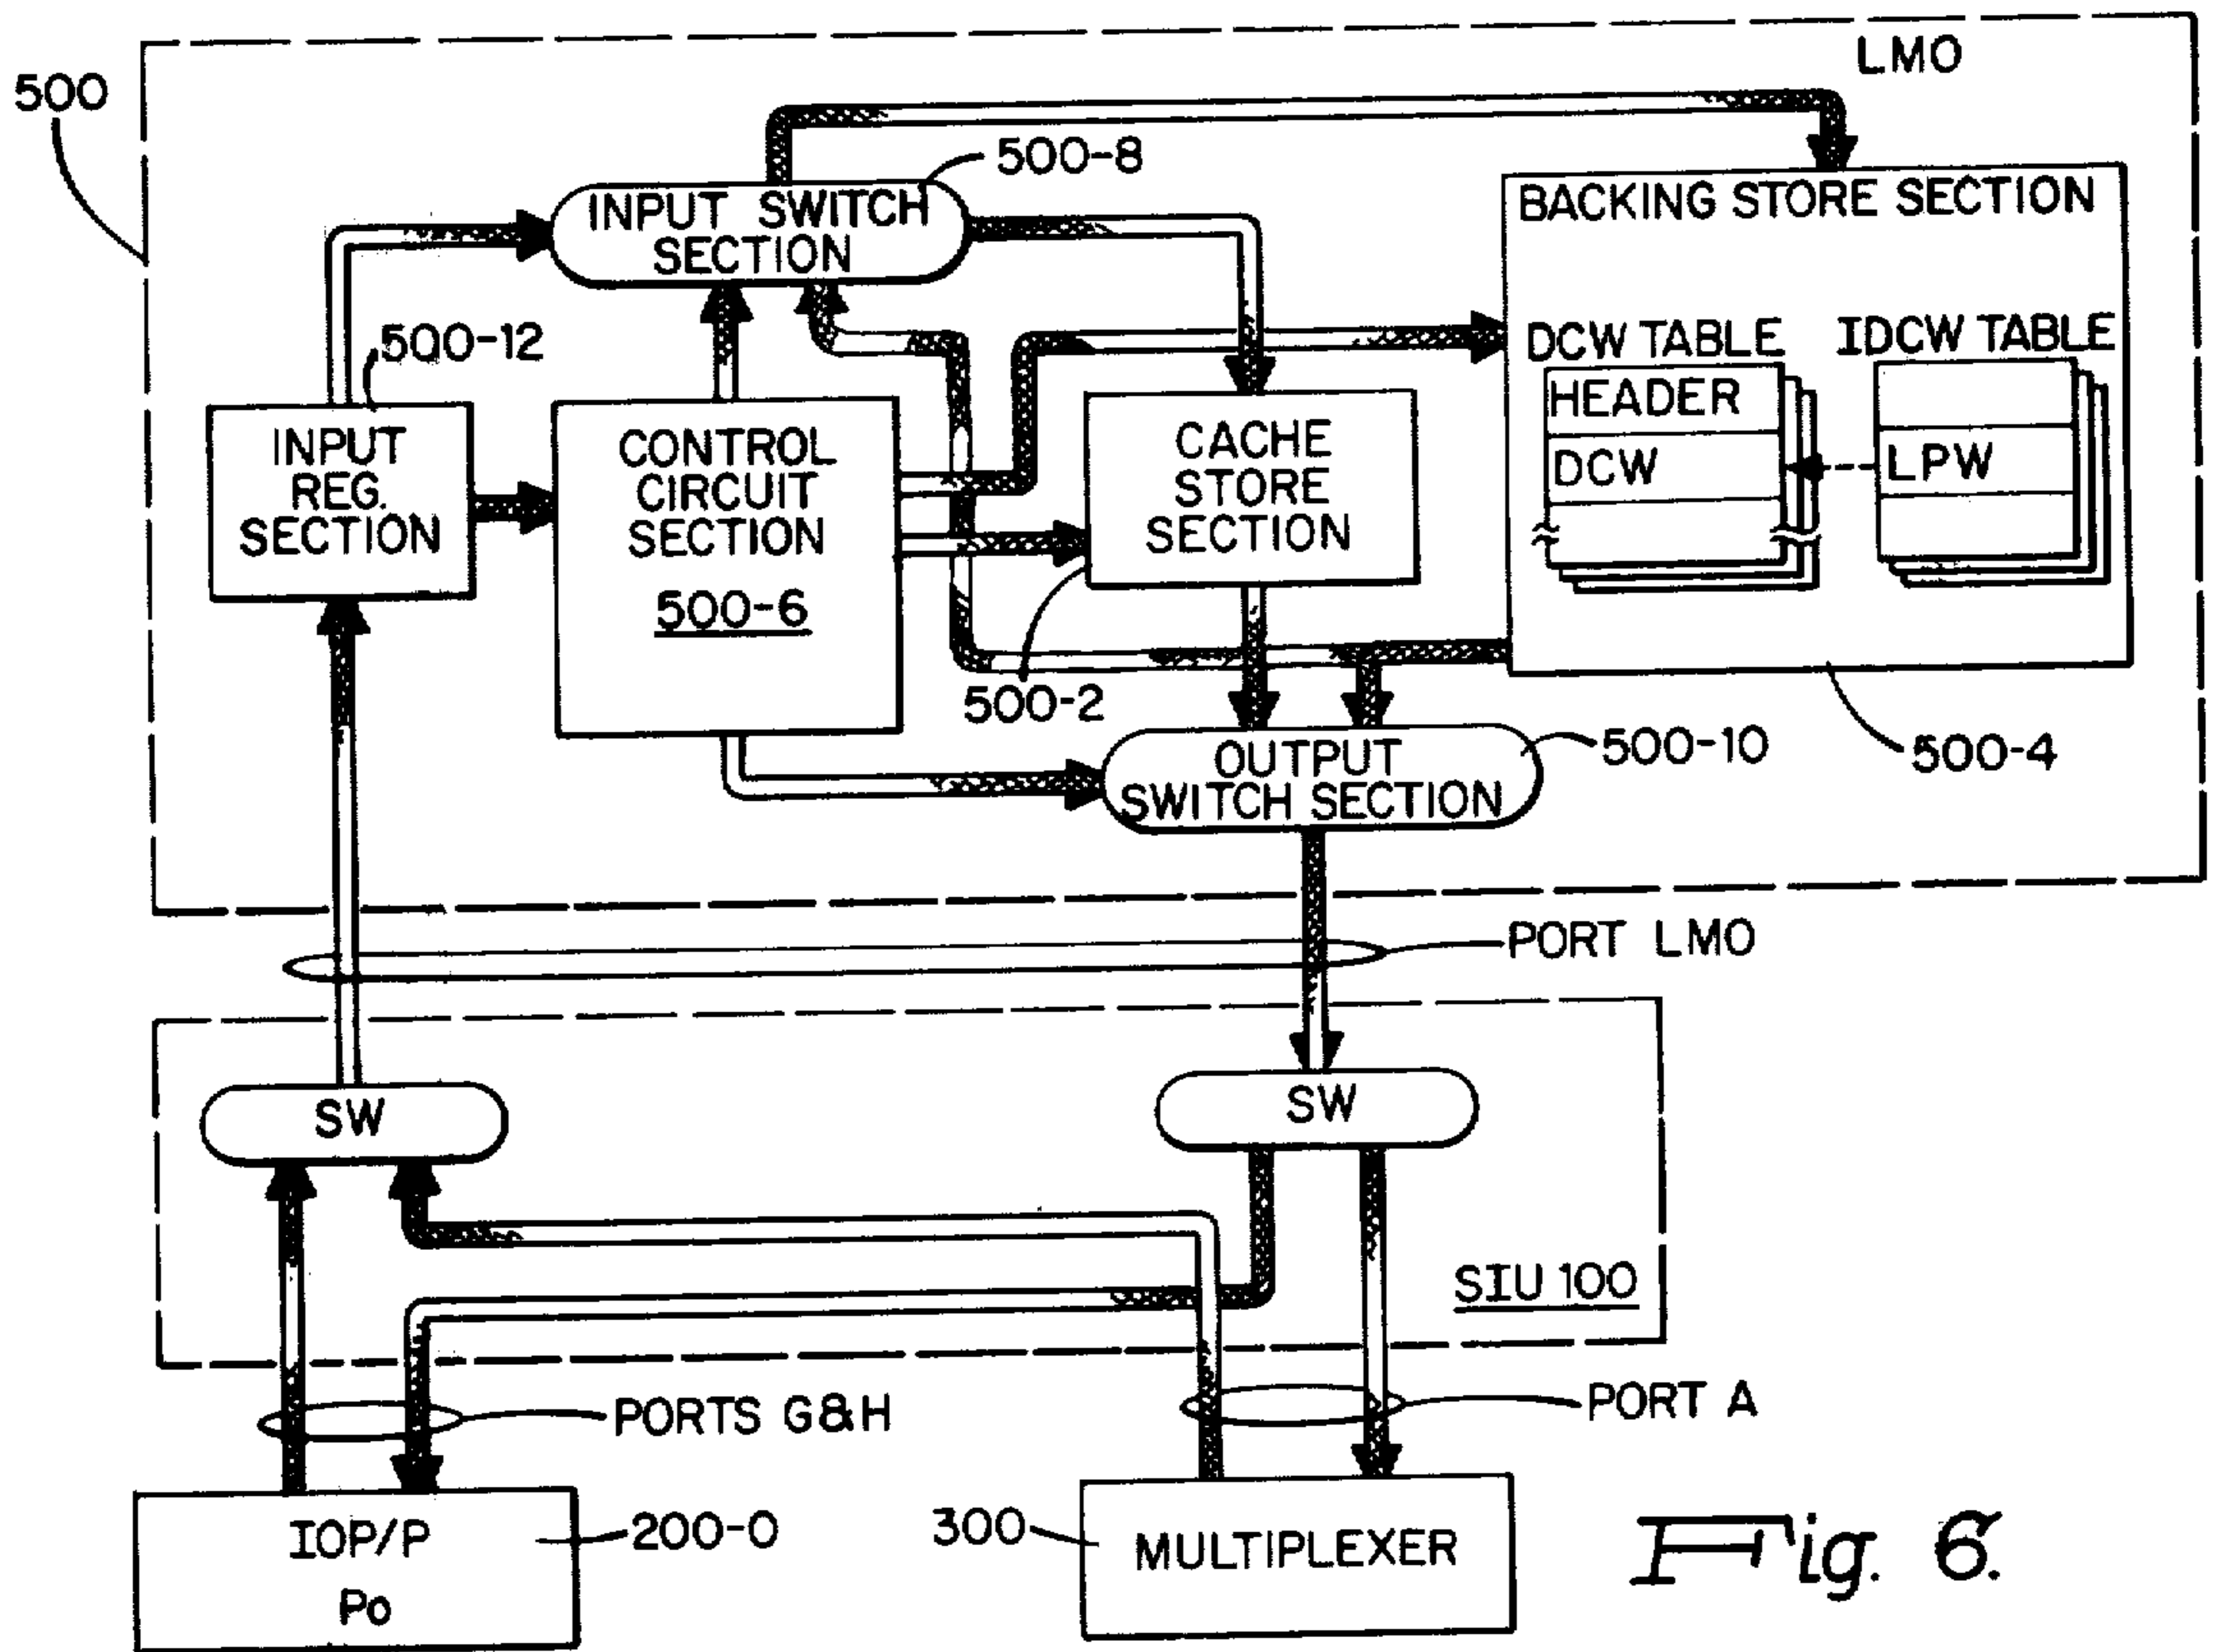 LMO
500
500-8
INPUT SWITCH
SECTION
BACKING STORE SECTION
500-12
DCW TABLE
IDCW TABLE
HEADER
DCW
LPW
INPUT
REG.
SECTION
CONTROL
CIRCUIT
SECTION
500-6
CACHE
STORE
SECTION
500-2
OUTPUT
SWITCH SECTION
500-10
500-4
PORT LMO
SW
SW
SIU 100
PORTS G&H
PORT A
IOP/P
Po
200-0
300
MULTIPLEXER
Fig. 6.